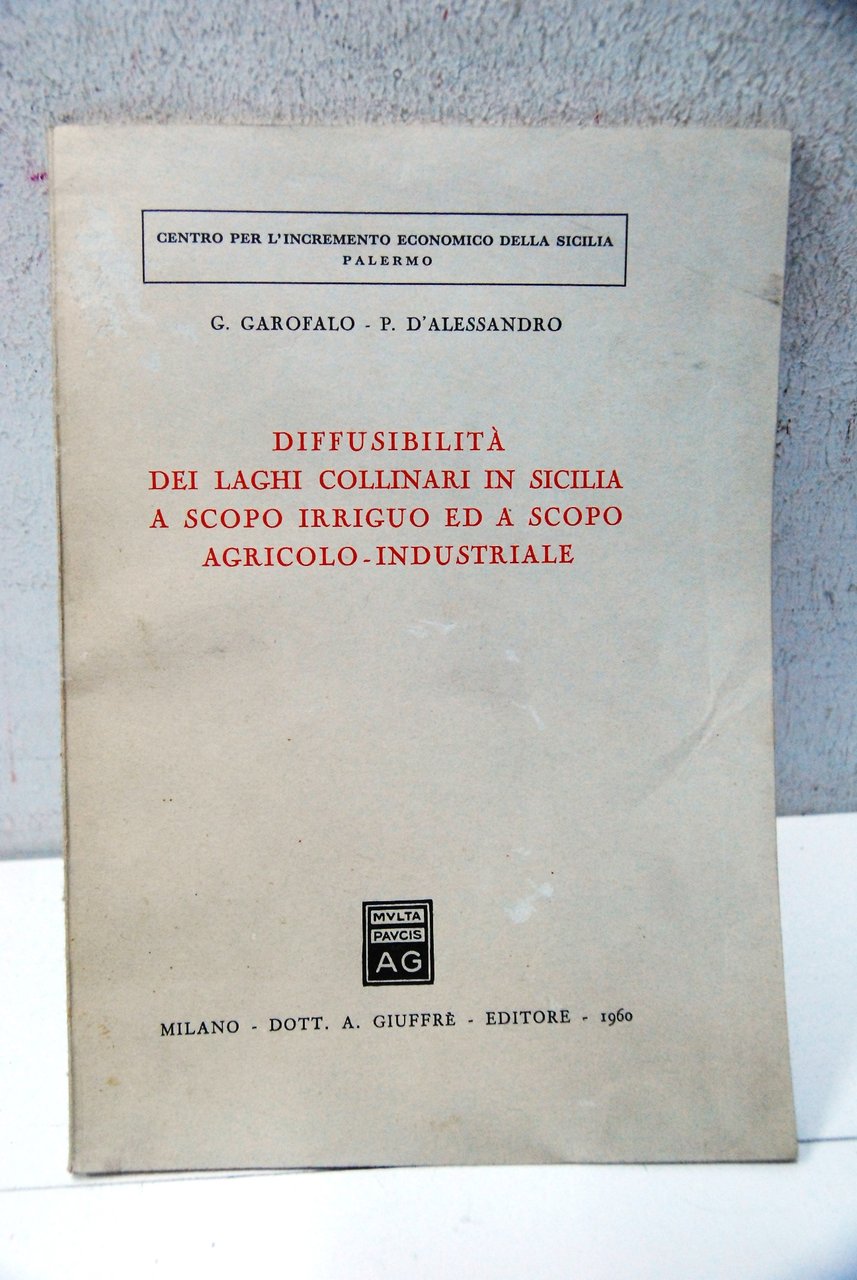 CENTRO PER L'INCREMENTO ECONOMICO DELLA SICILIA
PALERMO
G. GAROFALO - P. D'ALESSANDRO
DIFFUSIBILITÀ
DEI LAGHI COLLINARI IN SICILIA
A SCOPO IRRIGUO ED A SCOPO
AGRICOLO-INDUSTRIALE
MVLTA
PAVCIS
AG
MILANO - DOTT. A. GIUFFRÈ - EDITORE - 1960